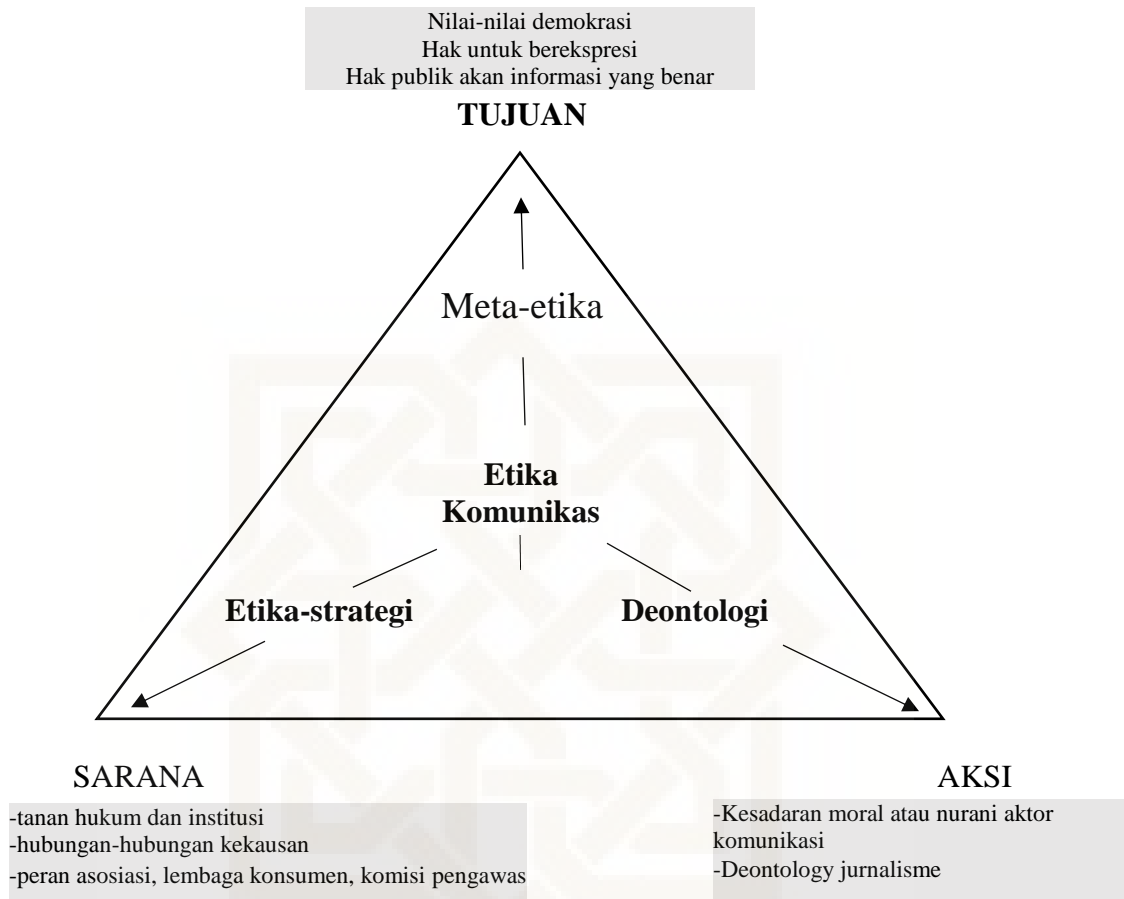 Nilai-nilai demokrasi
Hak untuk berekspresi
Hak publik akan informasi yang benar
TUJUAN
Meta-etika
Etika
Komunikas
Etika-strategi
Deontologi
SARANA
-tanan hukum dan institusi
-hubungan-hubungan kekausan
-peran asosiasi, lembaga konsumen, komisi pengawas
AKSI
-Kesadaran moral atau nurani aktor
komunikasi
-Deontology jurnalisme